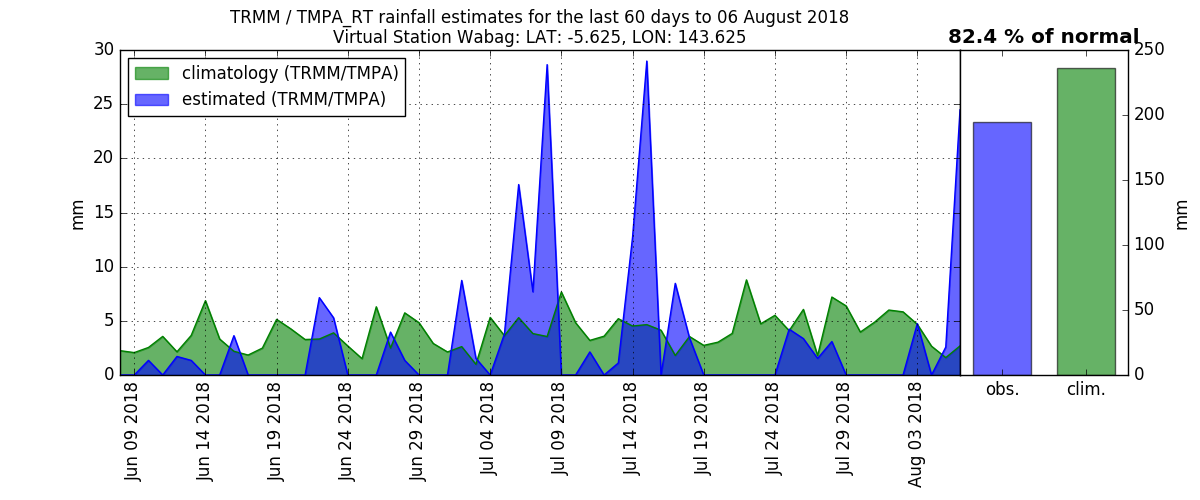 TRMM / TMPA_RT rainfall estimates for the last 60 days to 06 August 2018
Virtual Station Wabag: LAT: -5.625, LON: 143.625
82.4 % of normal
climatology (TRMM/TMPA)
estimated (TRMM/TMPA)
mm
30
25
20
15
10
5
0
Jun 09 2018
Jun 14 2018
Jun 19 2018
Jun 24 2018
Jun 29 2018
Jul 04 2018
Jul 09 2018
Jul 14 2018
Jul 19 2018
Jul 24 2018
Jul 29 2018
Aug 03 2018
obs.
clim.
250
200
150
100
50
0
mm